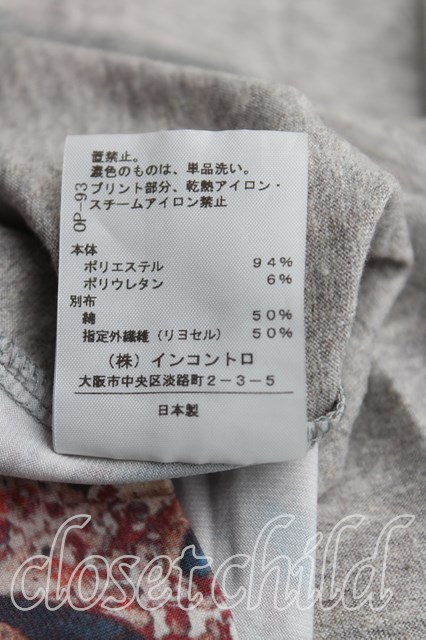 置禁止。
濃色のものは、単品洗い。
プリント部分、乾熱アイロン・
スチームアイロン禁止
OP-93
本体
ポリエステル 94%
ポリウレタン 6%
別布
綿 50%
指定外繊維(リヨセル) 50%
(株)インコントロ
大阪市中央区淡路町2-3-5
日本製
closetchild